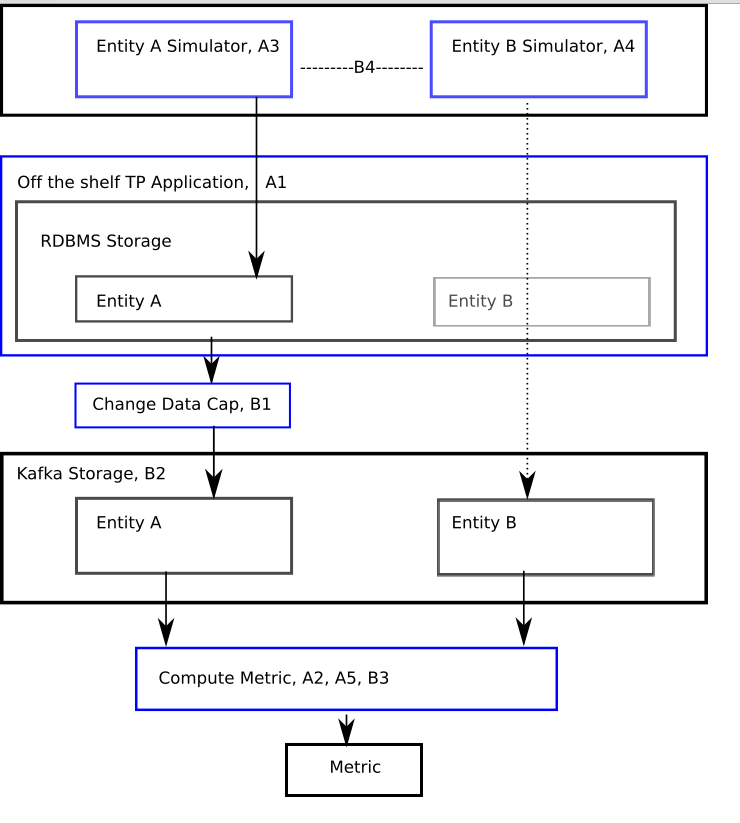 Entity A Simulator, A3
---------B4--------
Entity B Simulator, A4
Off the shelf TP Application, A1
RDBMS Storage
Entity A
Entity B
Change Data Cap, B1
Kafka Storage, B2
Entity A
Entity B
Compute Metric, A2, A5, B3
Metric